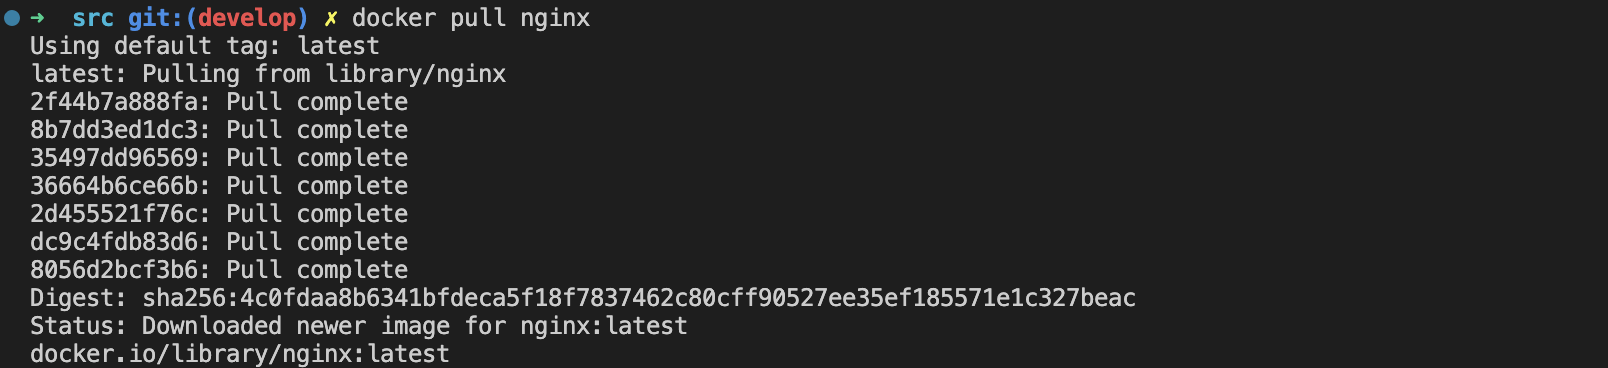 ➜ src git:(develop) ✗ docker pull nginx
Using default tag: latest
latest: Pulling from library/nginx
2f44b7a888fa: Pull complete
8b7dd3ed1dc3: Pull complete
35497dd96569: Pull complete
36664b6ce66b: Pull complete
2d455521f76c: Pull complete
dc9c4fdb83d6: Pull complete
8056d2bcf3b6: Pull complete
Digest: sha256:4c0fdaa8b6341bfdeca5f18f7837462c80cff90527ee35ef185571e1c327beac
Status: Downloaded newer image for nginx:latest
docker.io/library/nginx:latest